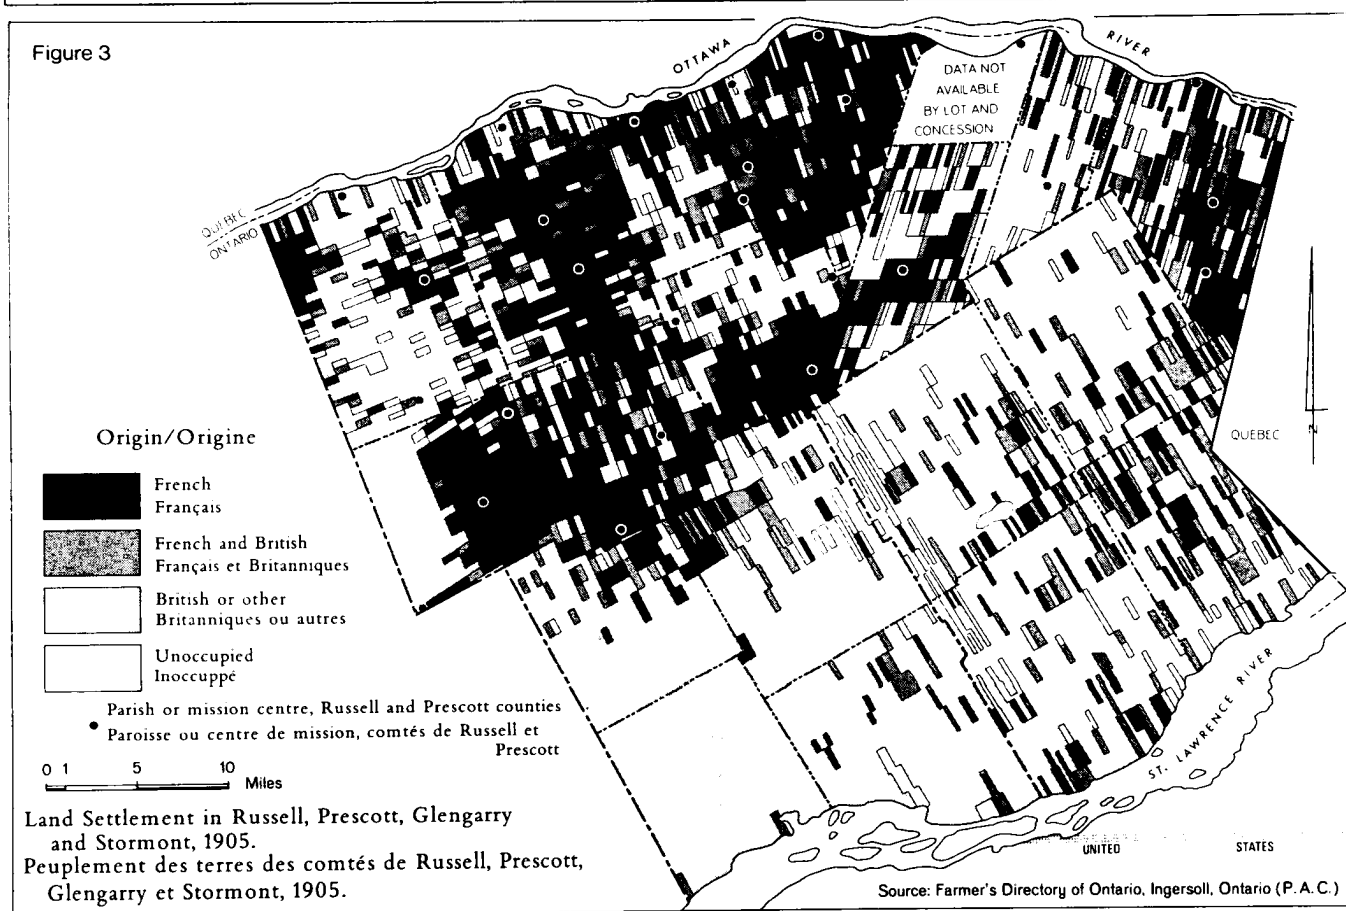 Figure 3
OTTAWA
RIVER
DATA NOT
AVAILABLE
BY LOT AND
CONCESSION
QUEBEC
ONTARIO
QUEBEC
N
Origin/Origine
French
Français
French and British
Français et Britanniques
British or other
Britanniques ou autres
Unoccupied
Inoccuppé
Parish or mission centre, Russell and Prescott counties
Paroisse ou centre de mission, comtés de Russell et
Prescott
0 1 5 10
Miles
ST. LAWRENCE RIVER
UNITED STATES
Land Settlement in Russell, Prescott, Glengarry
and Stormont, 1905.
Peuplement des terres des comtés de Russell, Prescott,
Glengarry et Stormont, 1905.
Source: Farmer's Directory of Ontario, Ingersoll, Ontario (P.A.C.)